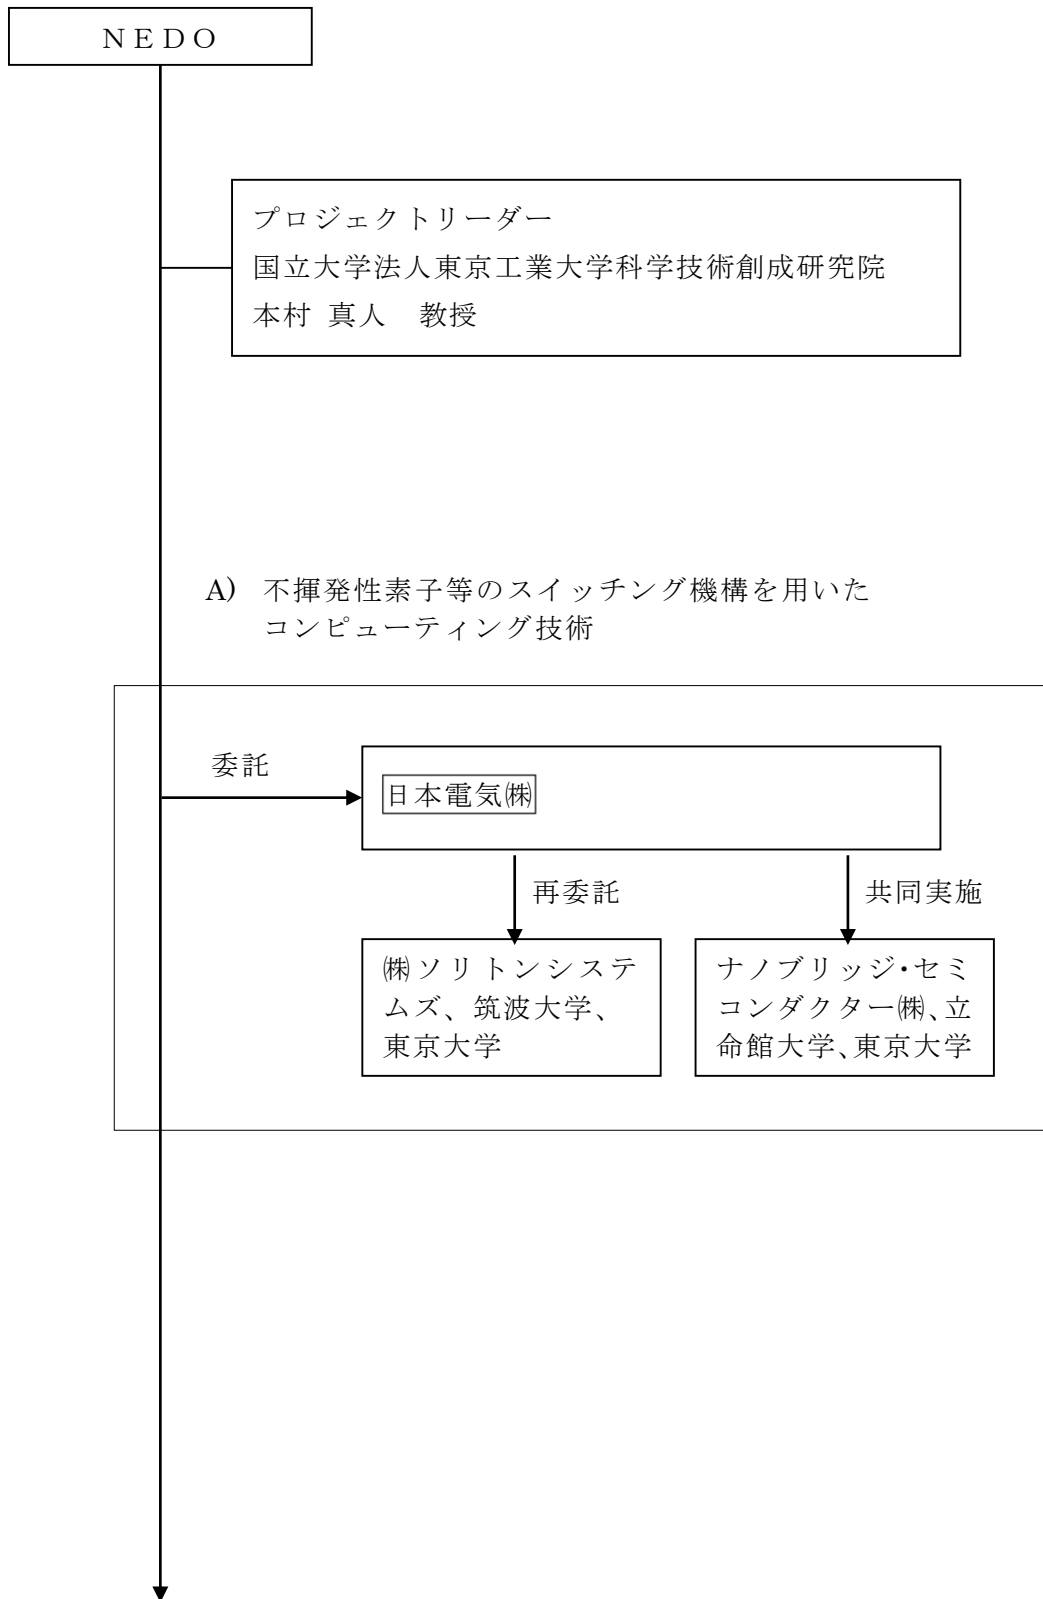 NEDO
プロジェクトリーダー
国立大学法人東京工業大学科学技術創成研究院
本村 真人　教授
A) 不揮発性素子等のスイッチング機構を用いた
コンピューティング技術
委託
日本電気㈱
再委託
共同実施
㈱ソリトンシステ
ムズ、筑波大学、
東京大学
ナノブリッジ・セミ
コンダクター㈱、立
命館大学、東京大学